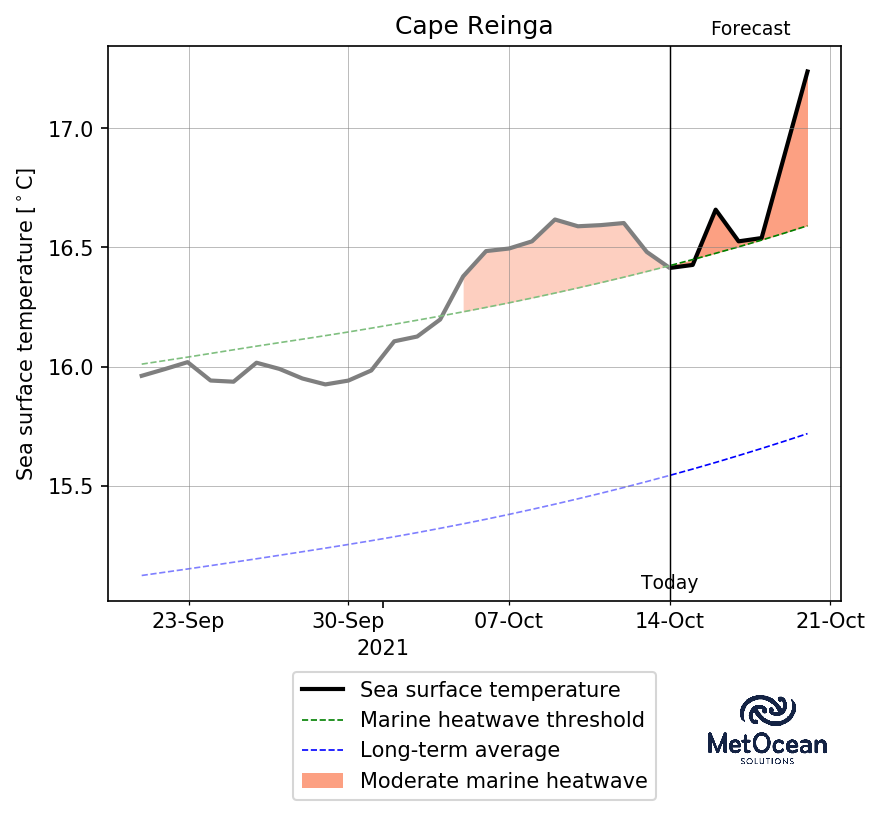 Cape Reinga
Forecast
Sea surface temperature [°C]
17.0
16.5
16.0
15.5
Today
23-Sep 30-Sep 07-Oct 14-Oct 21-Oct
2021
Sea surface temperature
Marine heatwave threshold
Long-term average
Moderate marine heatwave
MetOcean
SOLUTIONS